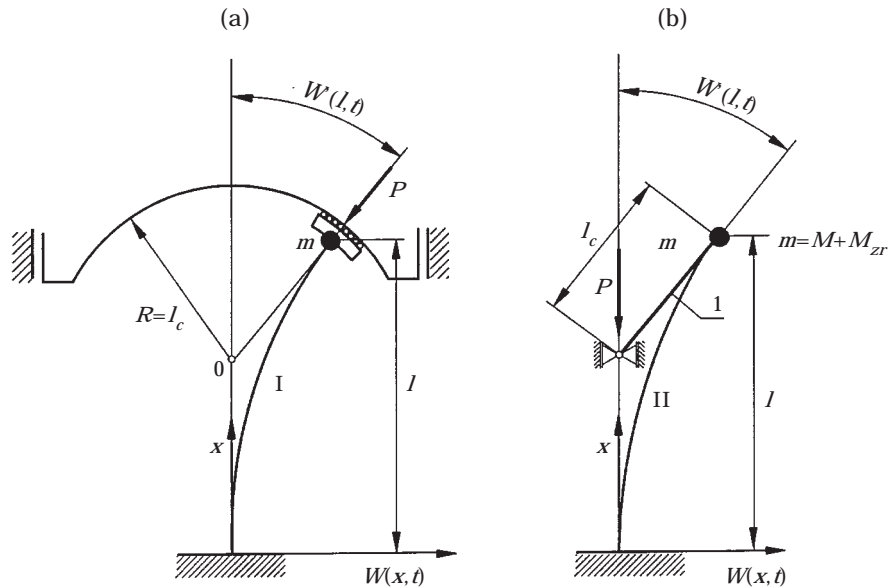 (a)
W'(l,t)
P
m
R=l_c
0
I
l
x
W(x,t)
(b)
W'(l,t)
l_c
m
m=M+M_zr
P
1
II
l
x
W(x,t)